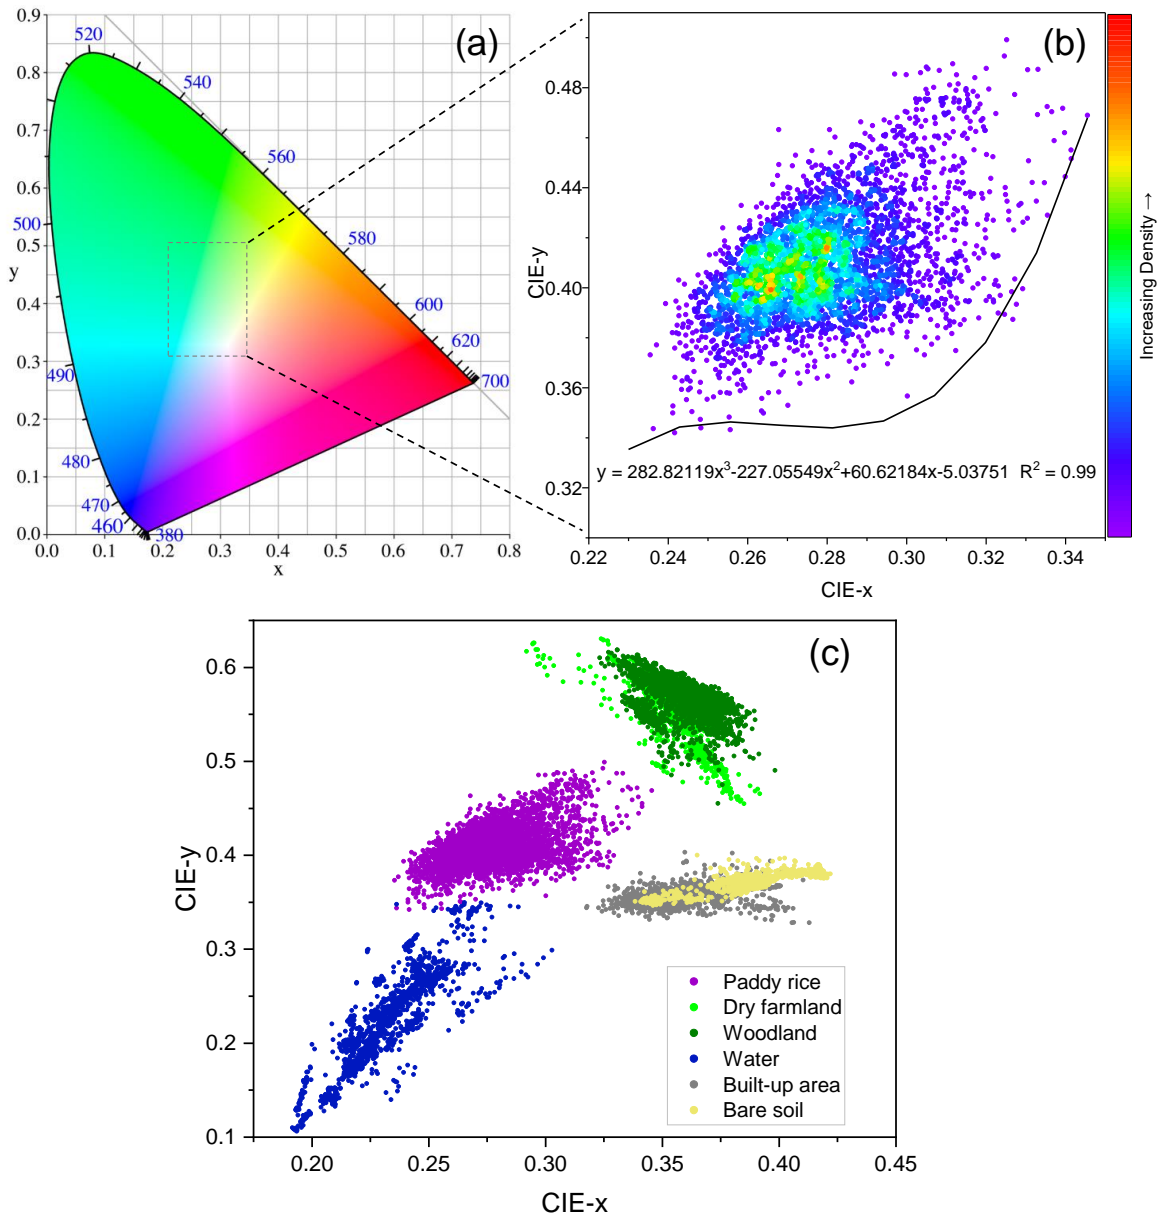 (a)
0.9
0.8
0.7
0.6
0.5
y
0.4
0.3
0.2
0.1
0.0
0.0 0.1 0.2 0.3 0.4 0.5 0.6 0.7 0.8
x
520
540
560
580
600
620
700
500
490
480
470
460
380
(b)
0.48
0.44
0.40
0.36
0.32
CIE-y
y = 282.82119x³-227.05549x²+60.62184x-5.03751 R² = 0.99
0.22 0.24 0.26 0.28 0.30 0.32 0.34
CIE-x
Increasing Density →
(c)
0.6
0.5
0.4
0.3
0.2
0.1
CIE-y
Paddy rice
Dry farmland
Woodland
Water
Built-up area
Bare soil
0.20 0.25 0.30 0.35 0.40 0.45
CIE-x